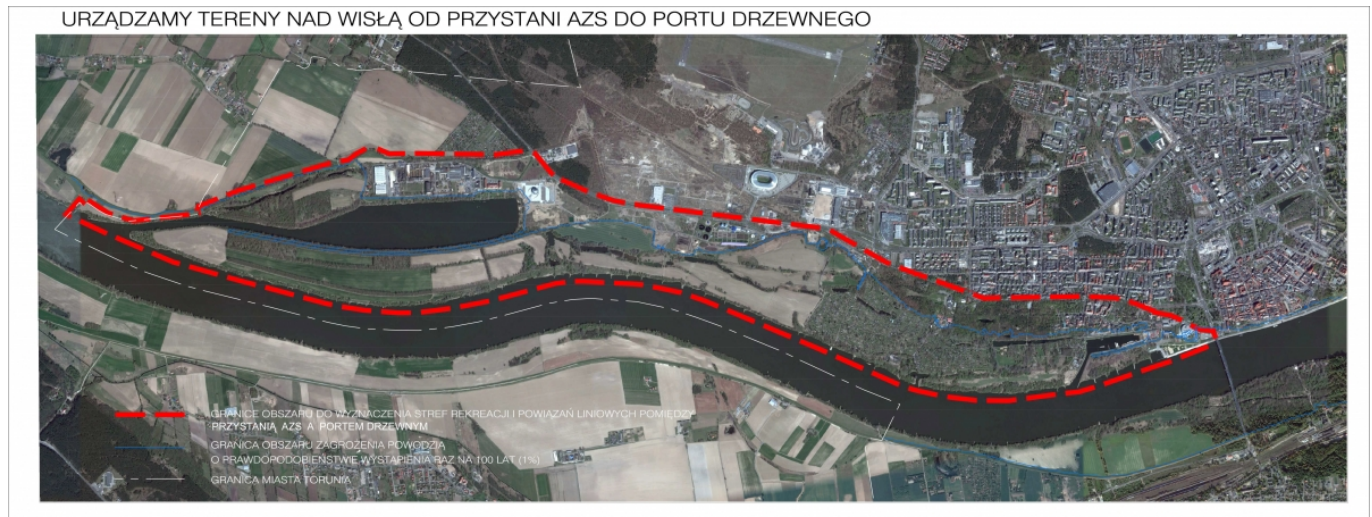 URZĄDZAMY TERENY NAD WISŁĄ OD PRZYSTANI AZS DO PORTU DRZEWNEGO
GRANICE OBSZARU DO WYZNACZENIA STREF REKREACJI I POWIĄZAŃ LINIOWYCH POMIĘDZY
PRZYSTANIĄ AZS A PORTEM DRZEWNYM
GRANICA OBSZARU ZAGROŻENIA POWODZIĄ
O PRAWDOPODOBIEŃSTWIE WYSTĄPIENIA RAZ NA 100 LAT (1%)
GRANICA MIASTA TORUNIA